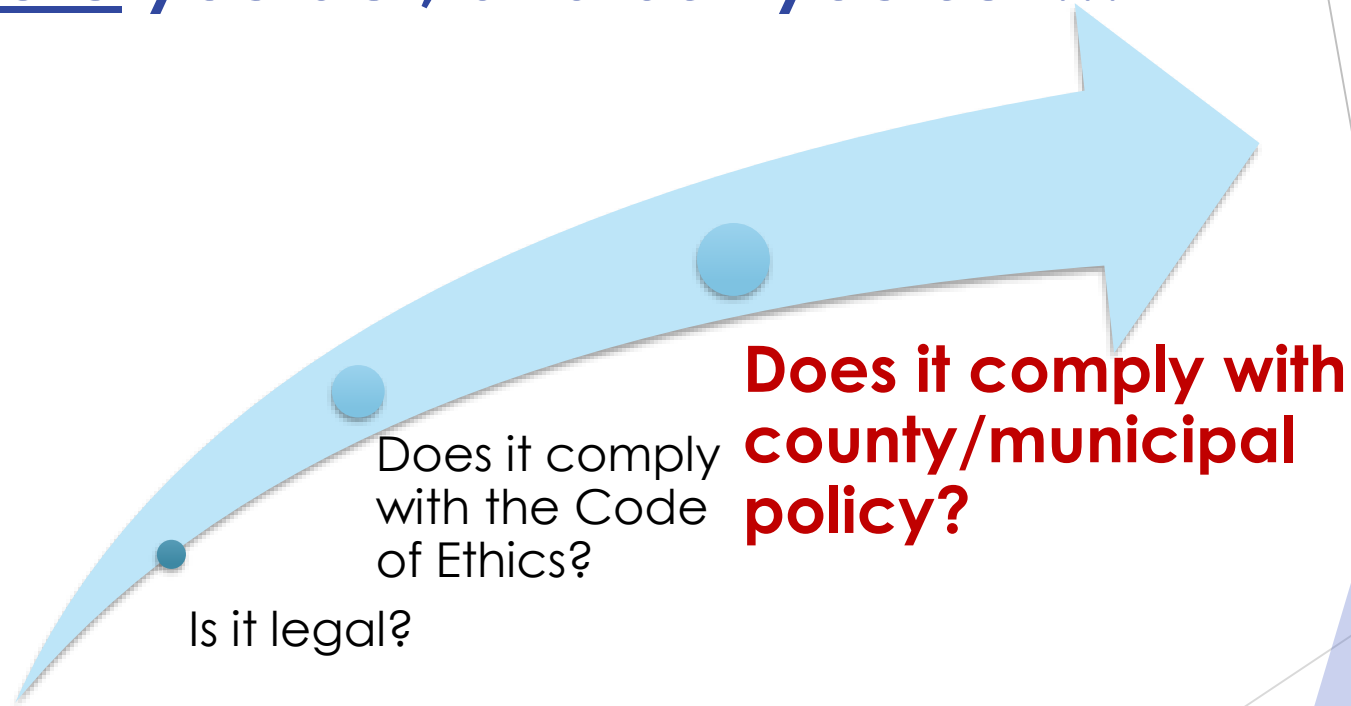 Is it legal?
Does it comply
with the Code
of Ethics?
Does it comply with
county/municipal
policy?